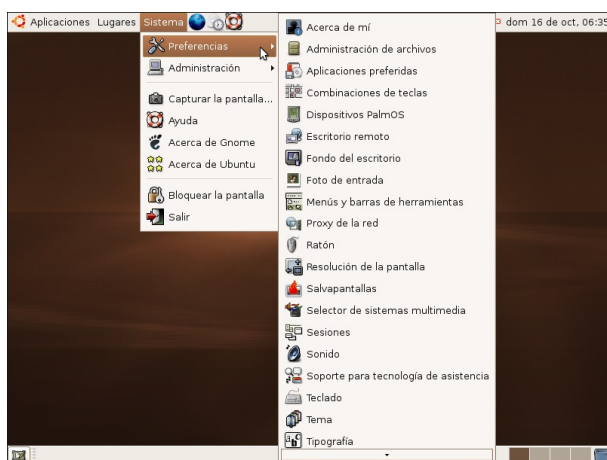 Aplicaciones Lugares Sistema
dom 16 de oct, 06:35
Preferencias
Administración
Capturar la pantalla...
Ayuda
Acerca de Gnome
Acerca de Ubuntu
Bloquear la pantalla
Salir
Acerca de mí
Administración de archivos
Aplicaciones preferidas
Combinaciones de teclas
Dispositivos PalmOS
Escritorio remoto
Fondo del escritorio
Foto de entrada
Menús y barras de herramientas
Proxy de la red
Ratón
Resolución de la pantalla
Salvapantallas
Selector de sistemas multimedia
Sesiones
Sonido
Soporte para tecnología de asistencia
Teclado
Tema
Tipografía